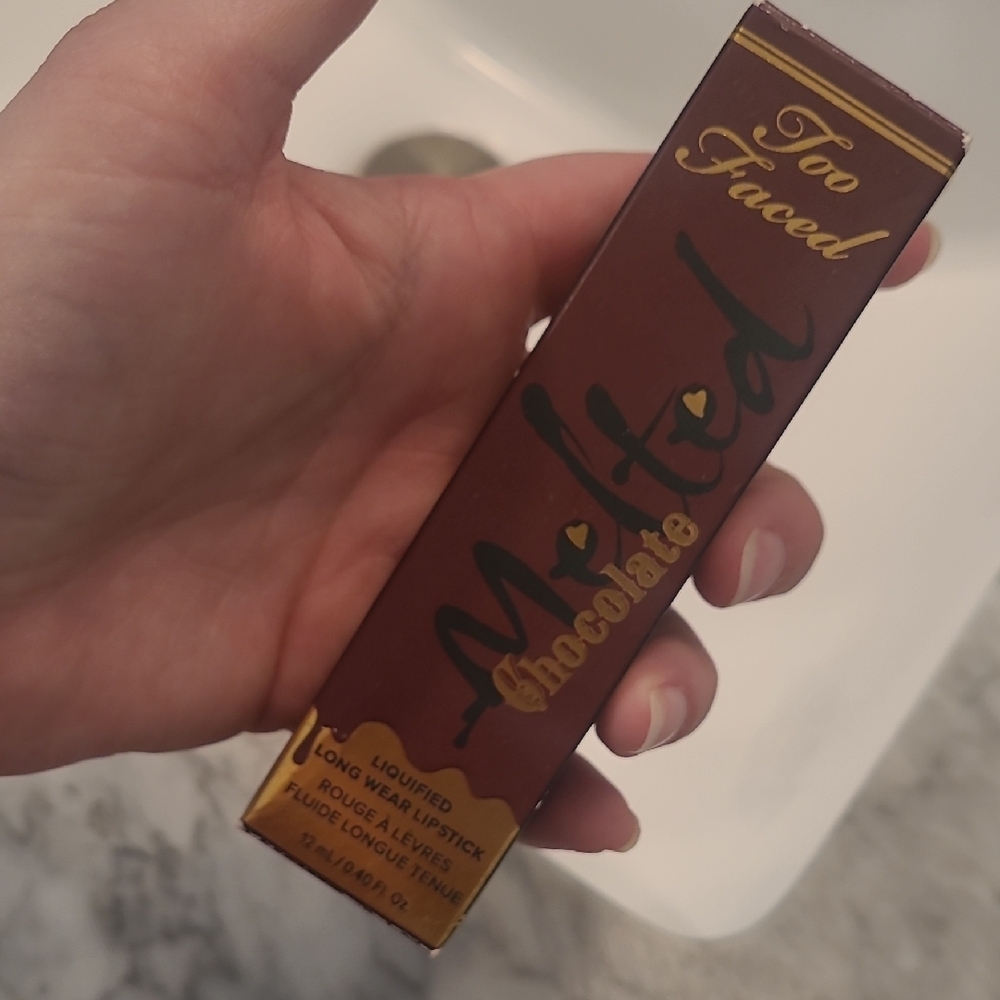 Too
Faced
Melted
Chocolate
LIQUIFIED
LONG WEAR LIPSTICK
ROUGE À LÈVRES
FLUIDE LONGUE TENUE
12 mL / 0.40 Fl. Oz.